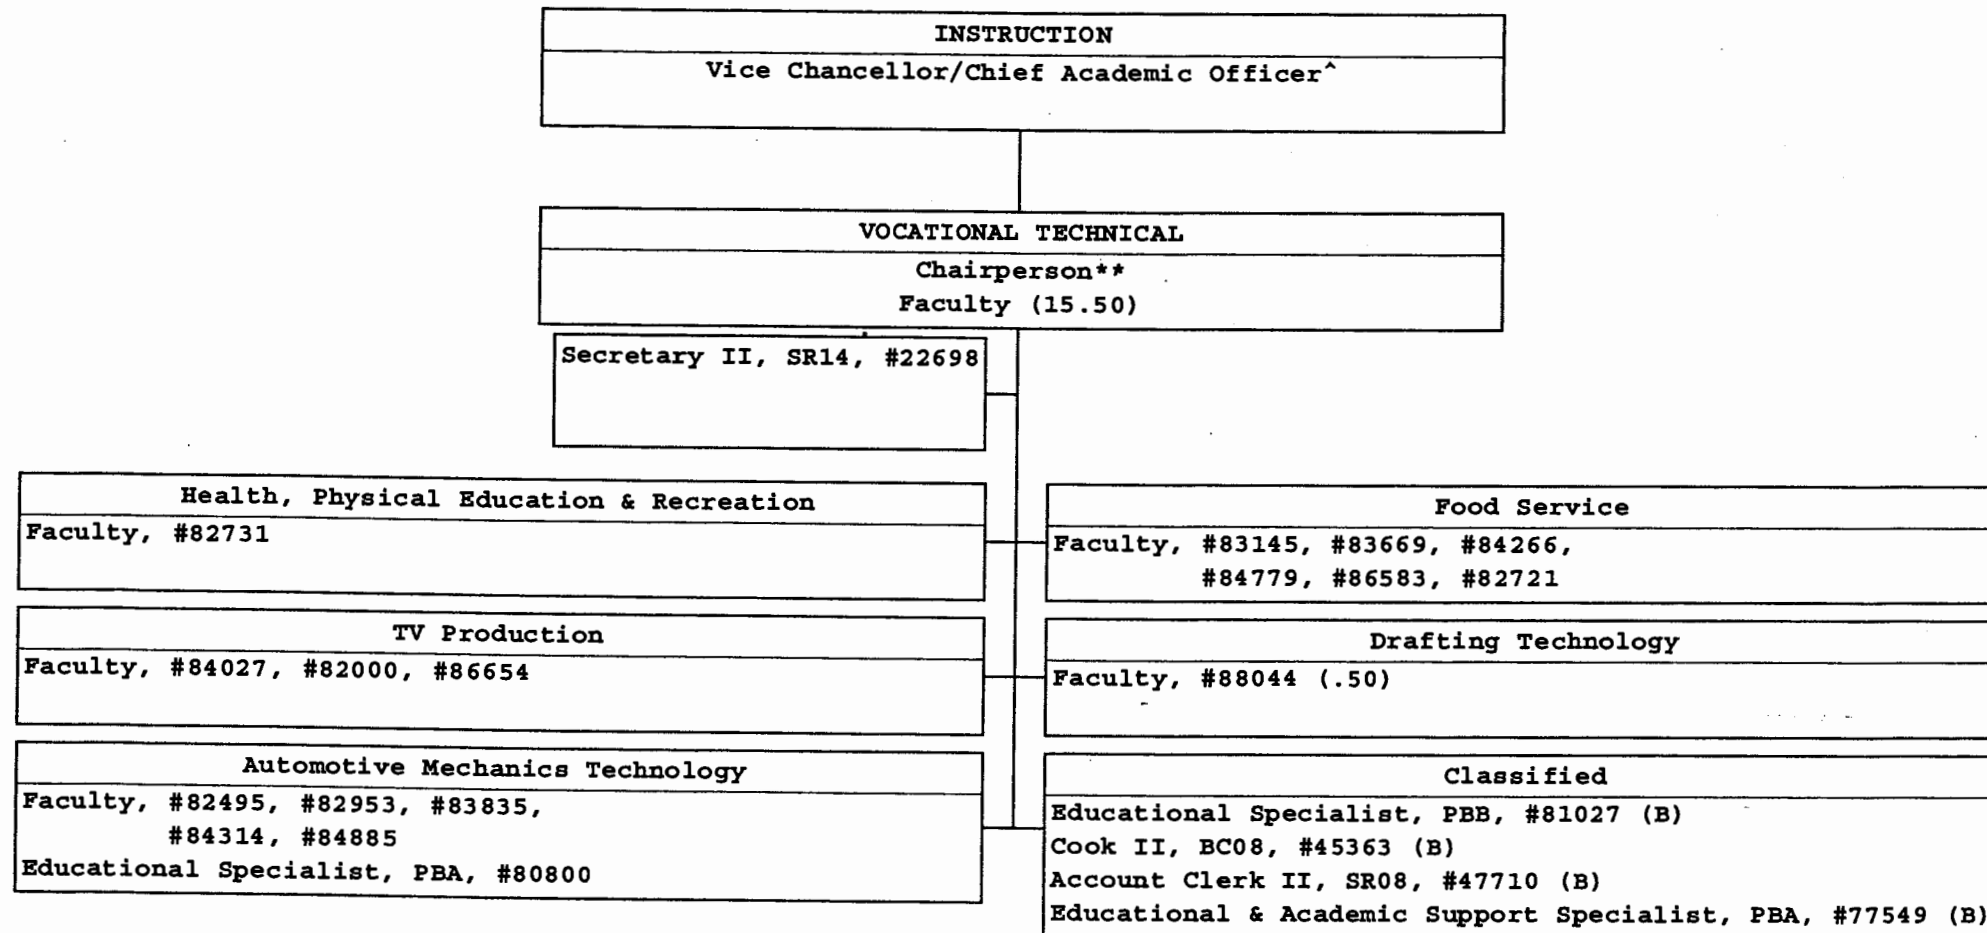 INSTRUCTION
Vice Chancellor/Chief Academic Officer^
VOCATIONAL TECHNICAL
Chairperson**
Faculty (15.50)
Secretary II, SR14, #22698
Health, Physical Education & Recreation
Faculty, #82731
Food Service
Faculty, #83145, #83669, #84266,
#84779, #86583, #82721
TV Production
Faculty, #84027, #82000, #86654
Drafting Technology
Faculty, #88044 (.50)
Automotive Mechanics Technology
Faculty, #82495, #82953, #83835,
#84314, #84885
Educational Specialist, PBA, #80800
Classified
Educational Specialist, PBB, #81027 (B)
Cook II, BC08, #45363 (B)
Account Clerk II, SR08, #47710 (B)
Educational & Academic Support Specialist, PBA, #77549 (B)